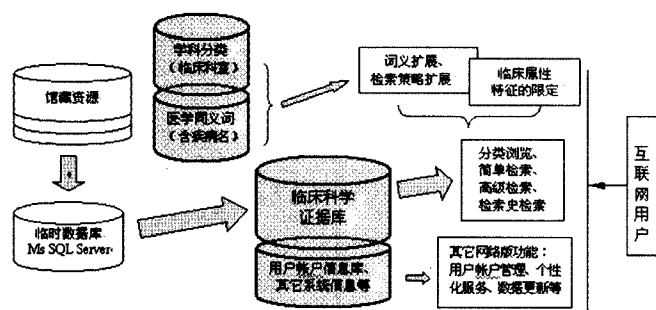 学科分类
（临床科室）
医学同义词
（含疾病名）
馆藏资源
临时数据库
Ms SQL Server
临床科学
证据库
用户帐户信息库、
其它系统信息等
词义扩展、
检索策略扩展
临床属性
特征的限定
分类浏览、
简单检索、
高级检索、
检索史检索
其它网络版功能：
用户帐户管理、个性
化服务、数据更新等
互联网用户